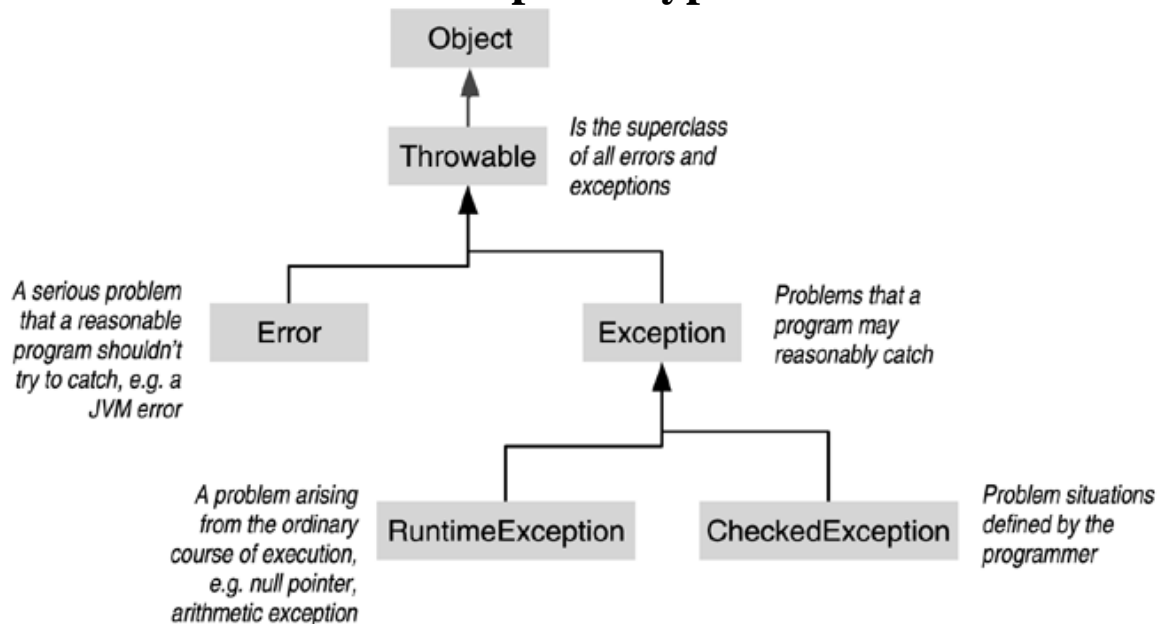 Object
Throwable
Is the superclass
of all errors and
exceptions
A serious problem
that a reasonable
program shouldn't
try to catch, e.g. a
JVM error
Error
Exception
Problems that a
program may
reasonably catch
A problem arising
from the ordinary
course of execution,
e.g. null pointer,
arithmetic exception
RuntimeException
CheckedException
Problem situations
defined by the
programmer